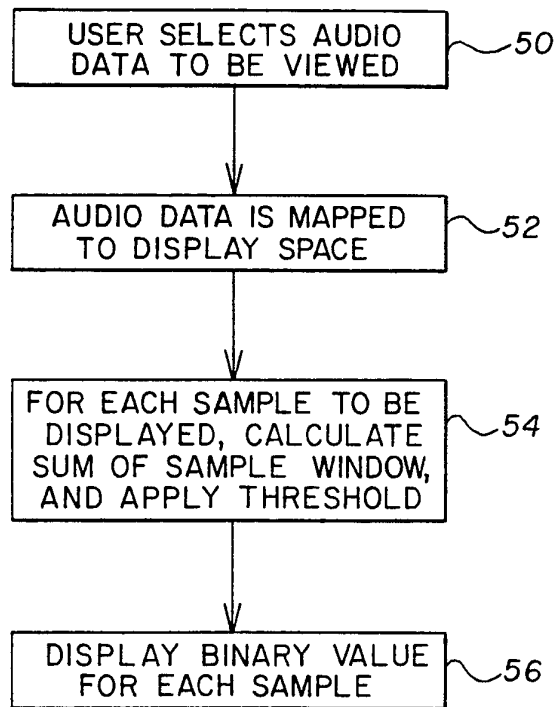 USER SELECTS AUDIO
DATA TO BE VIEWED
50
AUDIO DATA IS MAPPED
TO DISPLAY SPACE
52
FOR EACH SAMPLE TO BE
DISPLAYED, CALCULATE
SUM OF SAMPLE WINDOW,
AND APPLY THRESHOLD
54
DISPLAY BINARY VALUE
FOR EACH SAMPLE
56